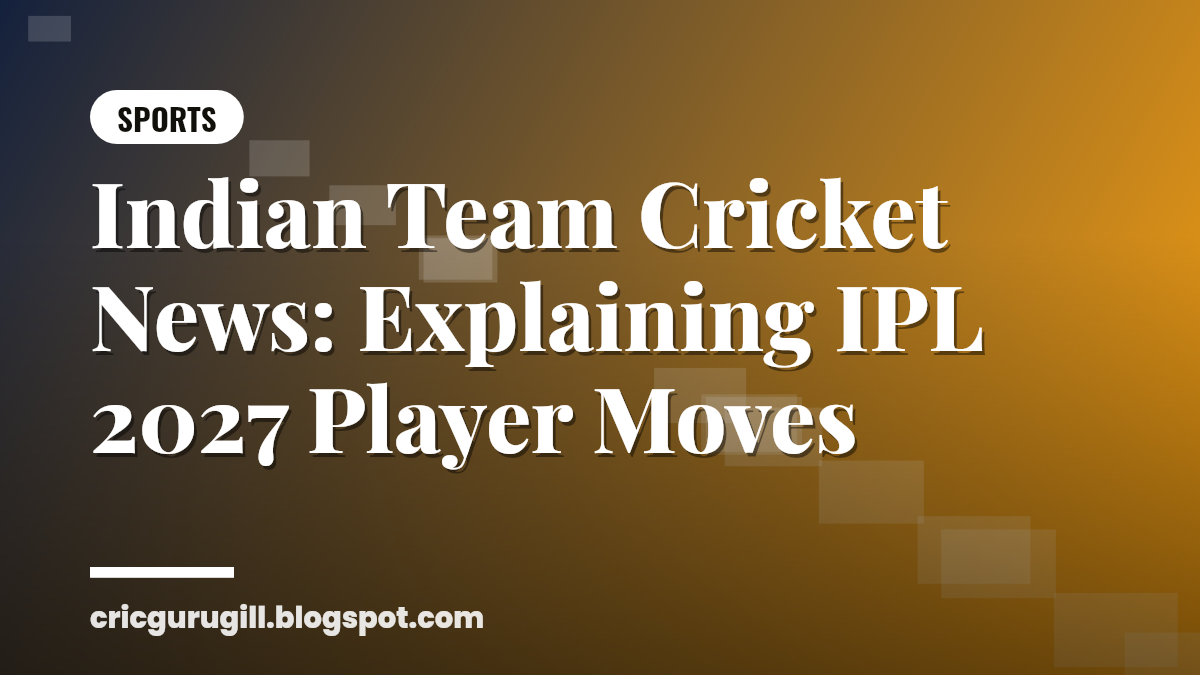 SPORTS
Indian Team Cricket
News: Explaining IPL
2027 Player Moves
cricgurugill.blogspot.com